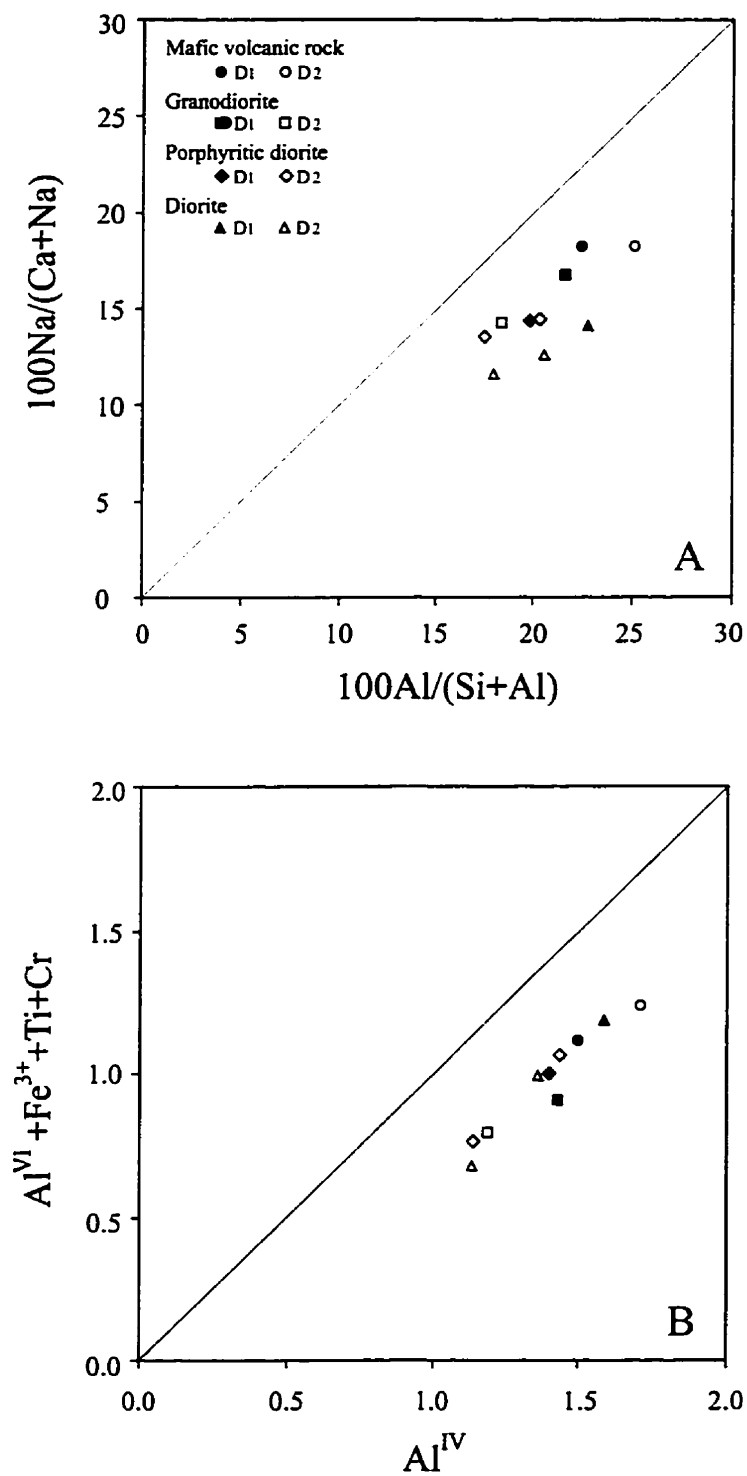 30
25
20
15
10
5
0
100Na/(Ca+Na)
Mafic volcanic rock
D1 D2
Granodiorite
D1 D2
Porphyritic diorite
D1 D2
Diorite
D1 D2
A
0 5 10 15 20 25 30
100Al/(Si+Al)
2.0
1.5
1.0
0.5
0.0
Al^VI+Fe^3++Ti+Cr
B
0.0 0.5 1.0 1.5 2.0
Al^IV